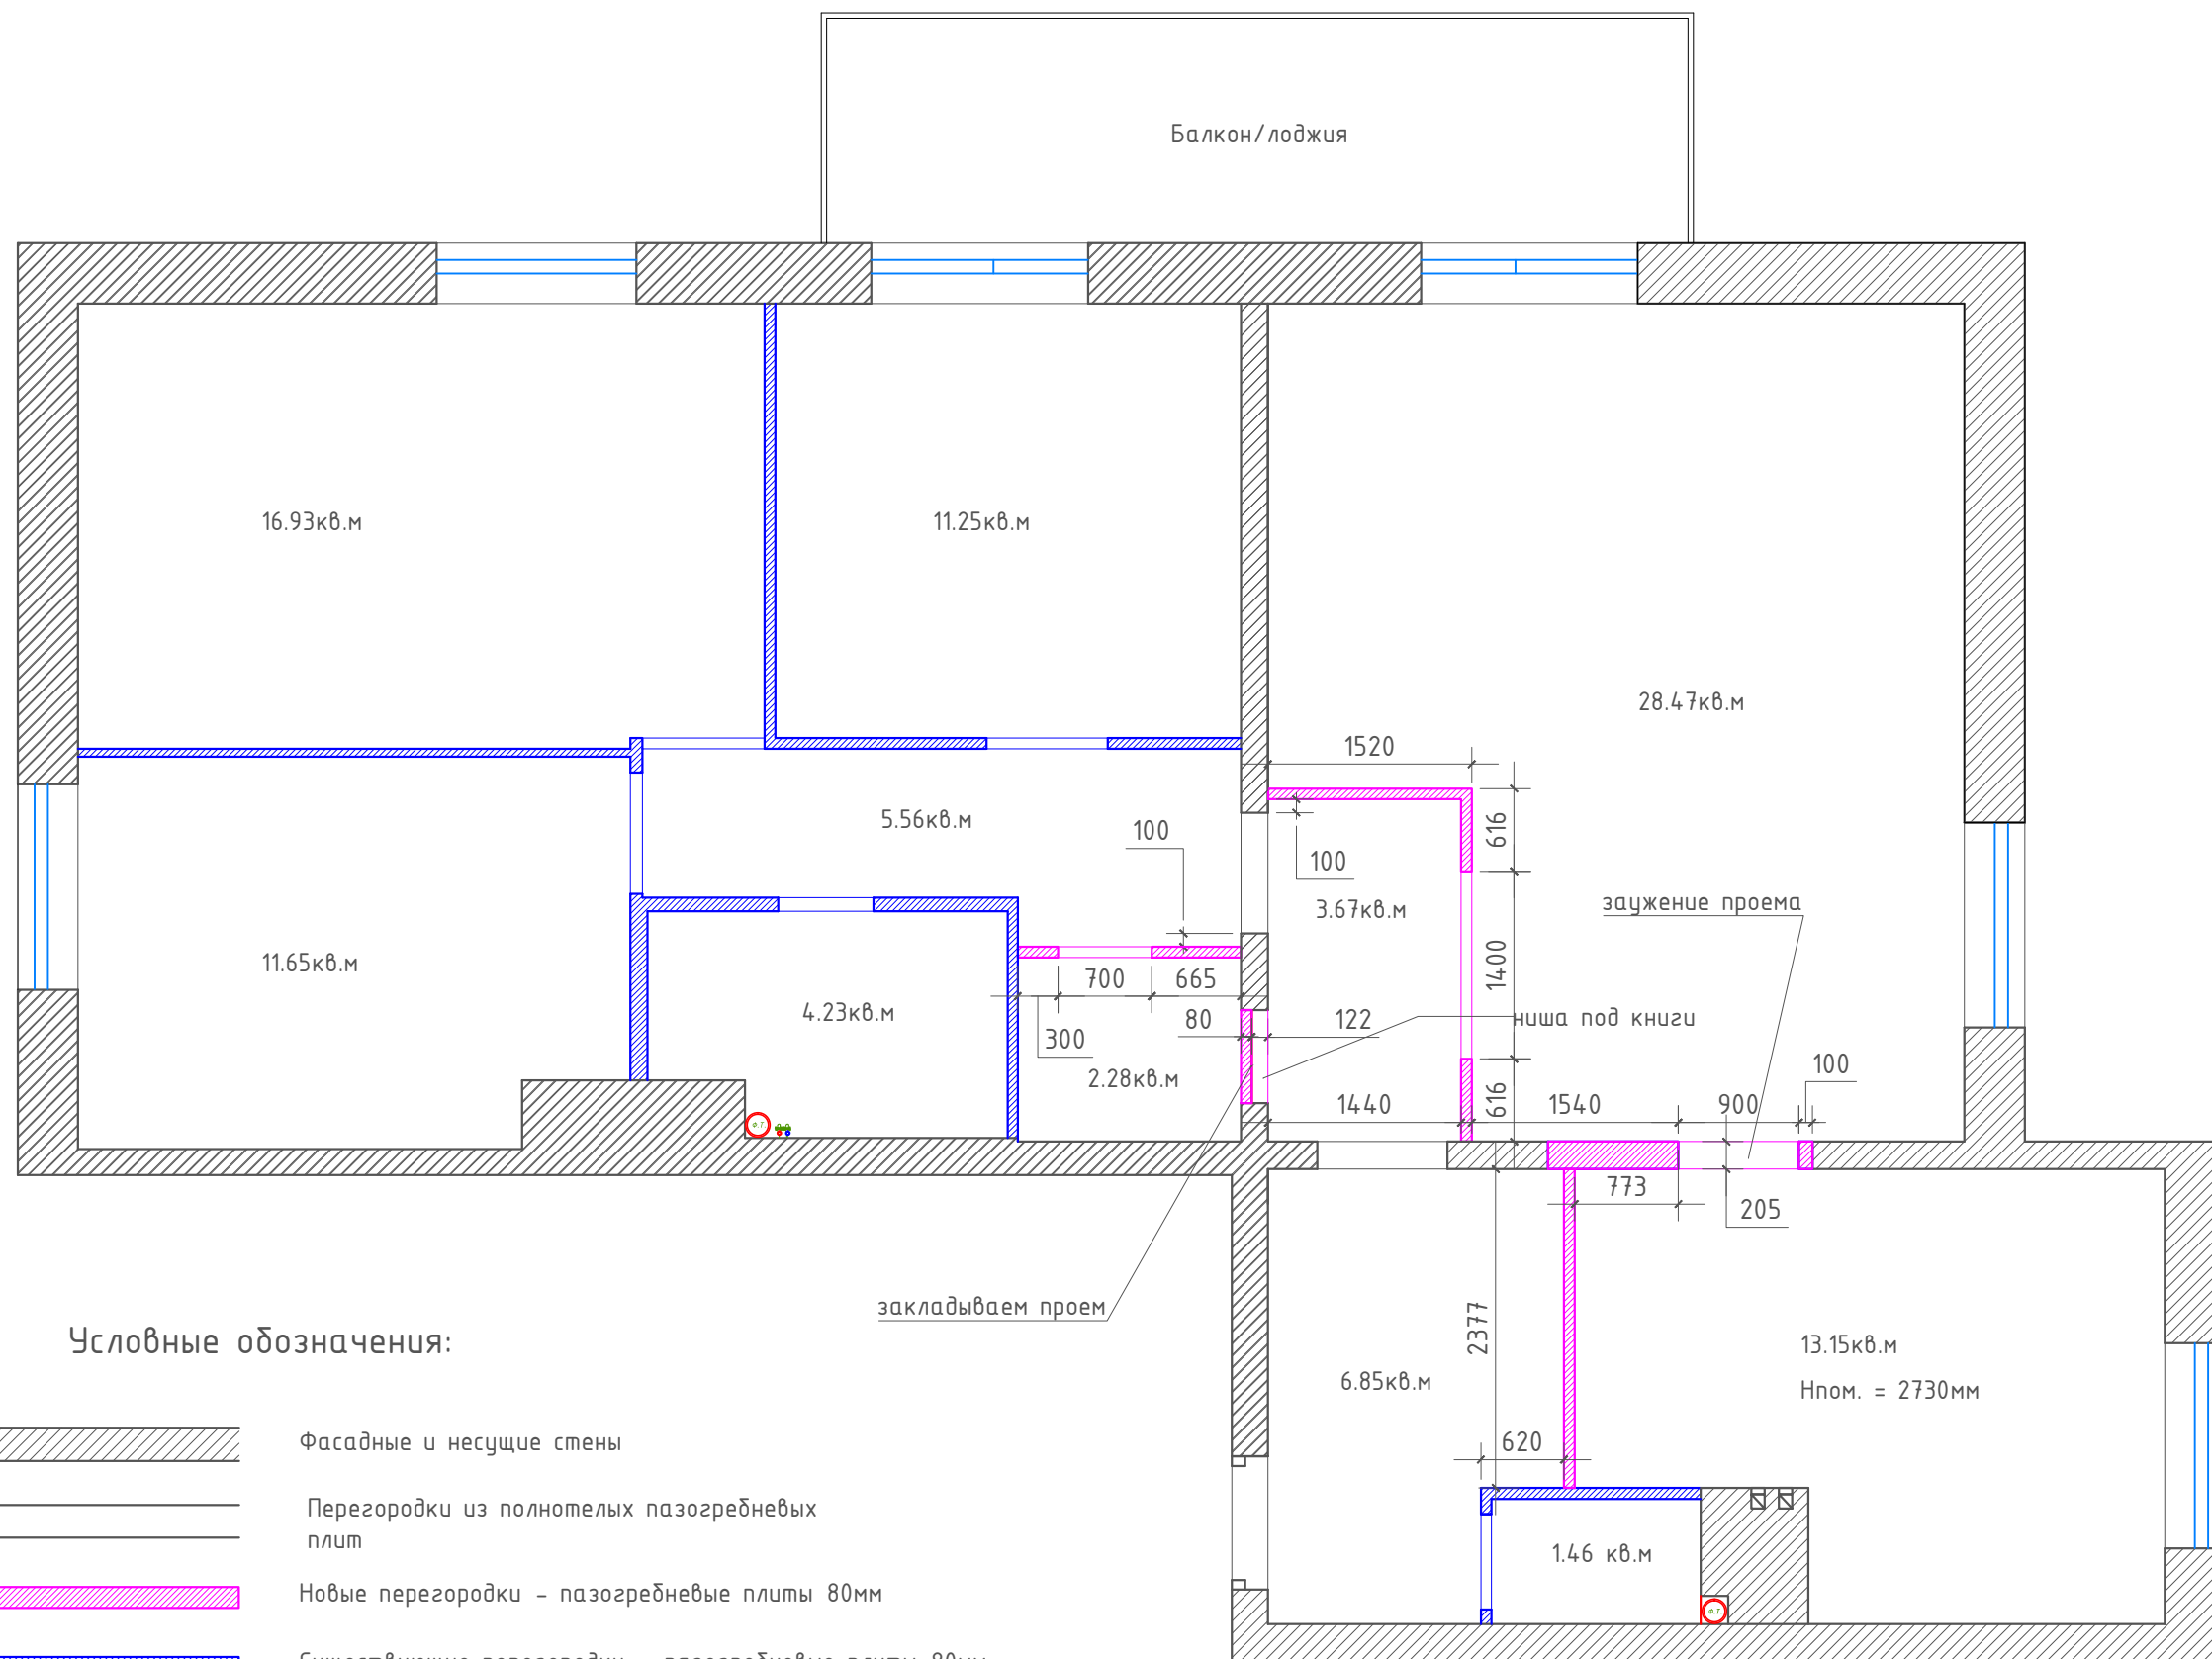 Балкон/лоджия
16.93кв.м
11.25кв.м
28.47кв.м
1520
616
5.56кв.м
100
100
3.67кв.м
заужение проема
11.65кв.м
1400
700
665
4.23кв.м
80
122
ниша под книги
300
2.28кв.м
100
1440
616
1540
900
773
205
закладываем проем
2377
Условные обозначения:
13.15кв.м
6.85кв.м
Нпом. = 2730мм
Фасадные и несущие стены
620
Перегородки из полнотелых пазогребневых
плит
1.46 кв.м
Новые перегородки - пазогребневые плиты 80мм
Ф.Т.
Ф.Т.